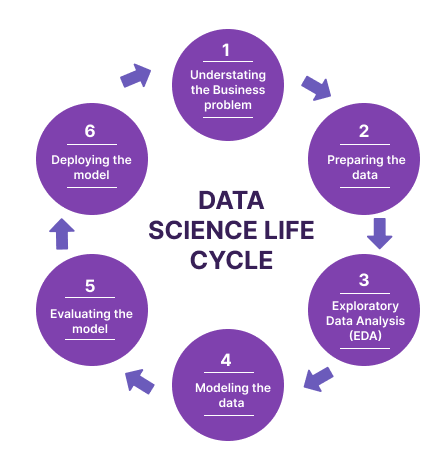 1
Understating
the Business
problem
2
Preparing the
data
3
Exploratory
Data Analysis
(EDA)
4
Modeling the
data
5
Evaluating the
model
6
Deploying the
model
DATA
SCIENCE LIFE
CYCLE